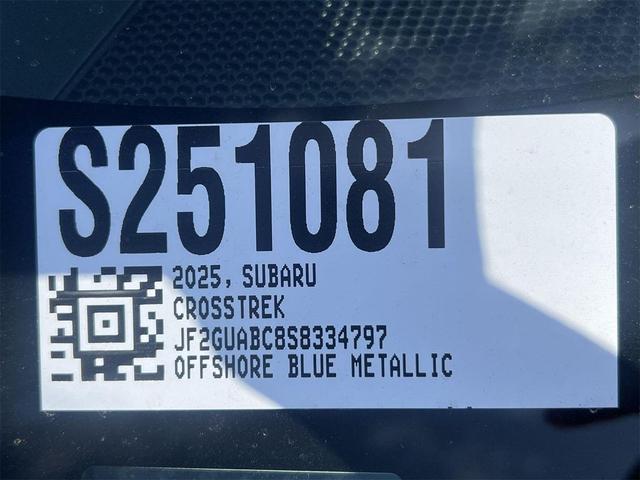 S251081
2025, SUBARU
CROSSTREK
JF2GUABC8S8334797
OFFSHORE BLUE METALLIC